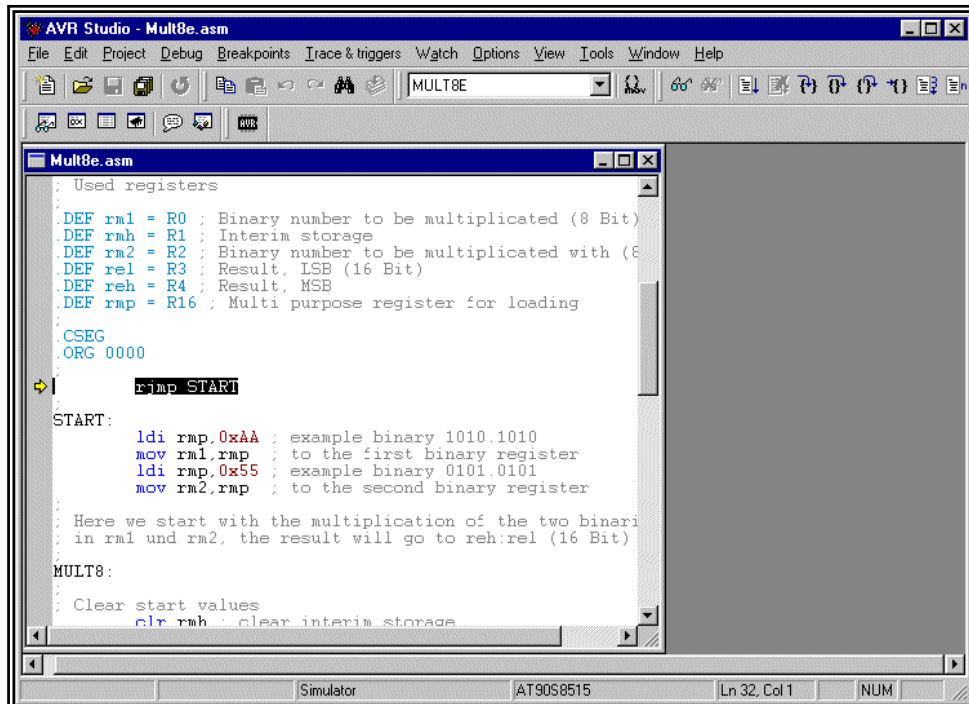 AVR Studio - Mult8e.asm
File Edit Project Debug Breakpoints Trace & triggers Watch Options View Tools Window Help
MULT8E
AVR
Mult8e.asm
; Used registers
;
.DEF rm1 = R0 ; Binary number to be multiplicated (8 Bit)
.DEF rmh = R1 ; Interim storage
.DEF rm2 = R2 ; Binary number to be multiplicated with (8
.DEF rel = R3 ; Result, LSB (16 Bit)
.DEF reh = R4 ; Result, MSB
.DEF rmp = R16 ; Multi purpose register for loading
;
.CSEG
.ORG 0000
;
rjmp START
;
START:
ldi rmp,0xAA ; example binary 1010.1010
mov rm1,rmp ; to the first binary register
ldi rmp,0x55 ; example binary 0101.0101
mov rm2,rmp ; to the second binary register
;
; Here we start with the multiplication of the two binari
; in rm1 und rm2, the result will go to reh:rel (16 Bit)
;
MULT8:
;
; Clear start values
clr rmh ; clear interim storage
Simulator AT90S8515 Ln 32, Col 1 NUM